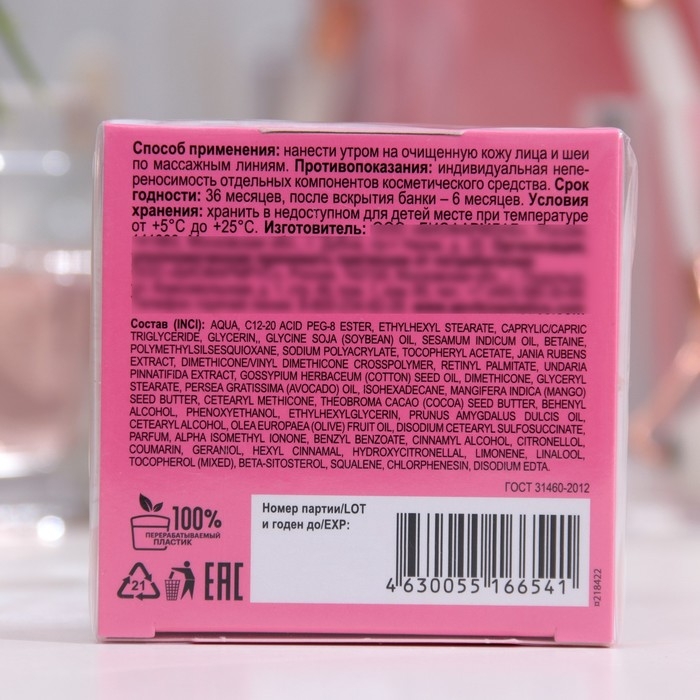 Способ применения: нанести утром на очищенную кожу лица и шеи
по массажным линиям. Противопоказания: индивидуальная непе-
реносимость отдельных компонентов косметического средства. Срок
годности: 36 месяцев, после вскрытия банки – 6 месяцев. Условия
хранения: хранить в недоступном для детей месте при температуре
от +5°C до +25°C. Изготовитель:
Состав (INCI): AQUA, C12-20 ACID PEG-8 ESTER, ETHYLHEXYL STEARATE, CAPRYLIC/CAPRIC
TRIGLYCERIDE, GLYCERIN,, GLYCINE SOJA (SOYBEAN) OIL, SESAMUM INDICUM OIL, BETAINE,
POLYMETHYLSILSESQUIOXANE, SODIUM POLYACRYLATE, TOCOPHERYL ACETATE, JANIA RUBENS
EXTRACT, DIMETHICONE/VINYL DIMETHICONE CROSSPOLYMER, RETINYL PALMITATE, UNDARIA
PINNATIFIDA EXTRACT, GOSSYPIUM HERBACEUM (COTTON) SEED OIL, DIMETHICONE, GLYCERYL
STEARATE, PERSEA GRATISSIMA (AVOCADO) OIL, ISOHEXADECANE, MANGIFERA INDICA (MANGO)
SEED BUTTER, CETEARYL METHICONE, THEOBROMA CACAO (COCOA) SEED BUTTER, BEHENYL
ALCOHOL, PHENOXYETHANOL, ETHYLHEXYLGLYCERIN, PRUNUS AMYGDALUS DULCIS OIL,
CETEARYL ALCOHOL, OLEA EUROPAEA (OLIVE) FRUIT OIL, DISODIUM CETEARYL SULFOSUCCINATE,
PARFUM, ALPHA ISOMETHYL IONONE, BENZYL BENZOATE, CINNAMYL ALCOHOL, CITRONELLOL,
COUMARIN, GERANIOL, HEXYL CINNAMAL, HYDROXYCITRONELLAL, LIMONENE, LINALOOL,
TOCOPHEROL (MIXED), BETA-SITOSTEROL, SQUALENE, CHLORPHENESIN, DISODIUM EDTA.
ГОСТ 31460-2012
100%
ПЕРЕРАБАТЫВАЕМЫЙ
ПЛАСТИК
21
EAC
Номер партии/LOT
и годен до/EXP:
4 630055 166541
¤218422